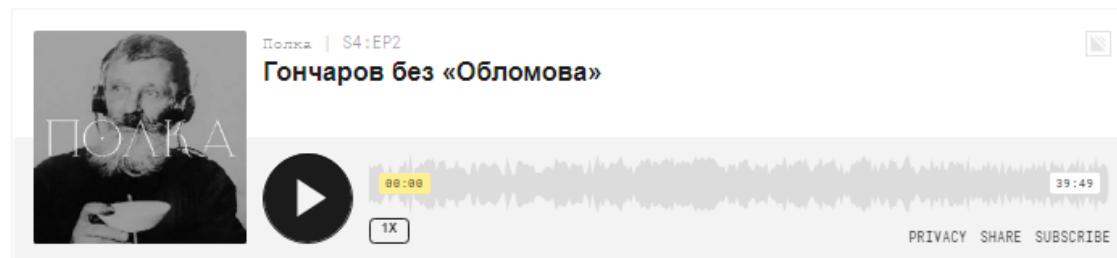 Полка | S4:EP2
Гончаров без «Обломова»
ПОЛКА
00:00
39:49
1X
PRIVACY SHARE SUBSCRIBE